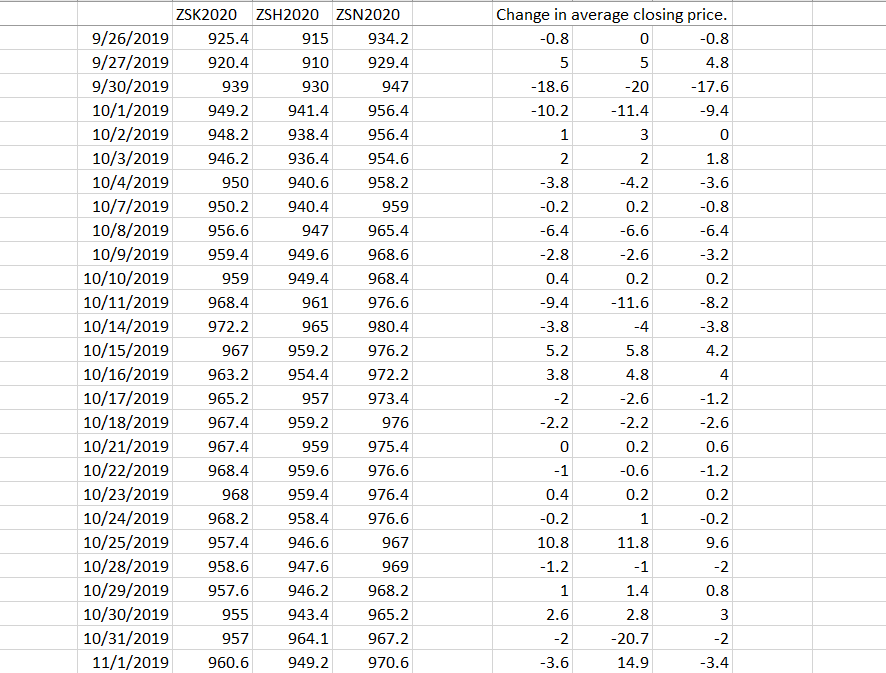 ZSK2020 ZSH2020 ZSN2020 Change in average closing price.
9/26/2019 925.4 915 934.2 -0.8 0 -0.8
9/27/2019 920.4 910 929.4 5 5 4.8
9/30/2019 939 930 947 -18.6 -20 -17.6
10/1/2019 949.2 941.4 956.4 -10.2 -11.4 -9.4
10/2/2019 948.2 938.4 956.4 1 3 0
10/3/2019 946.2 936.4 954.6 2 2 1.8
10/4/2019 950 940.6 958.2 -3.8 -4.2 -3.6
10/7/2019 950.2 940.4 959 -0.2 0.2 -0.8
10/8/2019 956.6 947 965.4 -6.4 -6.6 -6.4
10/9/2019 959.4 949.6 968.6 -2.8 -2.6 -3.2
10/10/2019 959 949.4 968.4 0.4 0.2 0.2
10/11/2019 968.4 961 976.6 -9.4 -11.6 -8.2
10/14/2019 972.2 965 980.4 -3.8 -4 -3.8
10/15/2019 967 959.2 976.2 5.2 5.8 4.2
10/16/2019 963.2 954.4 972.2 3.8 4.8 4
10/17/2019 965.2 957 973.4 -2 -2.6 -1.2
10/18/2019 967.4 959.2 976 -2.2 -2.2 -2.6
10/21/2019 967.4 959 975.4 0 0.2 0.6
10/22/2019 968.4 959.6 976.6 -1 -0.6 -1.2
10/23/2019 968 959.4 976.4 0.4 0.2 0.2
10/24/2019 968.2 958.4 976.6 -0.2 1 -0.2
10/25/2019 957.4 946.6 967 10.8 11.8 9.6
10/28/2019 958.6 947.6 969 -1.2 -1 -2
10/29/2019 957.6 946.2 968.2 1 1.4 0.8
10/30/2019 955 943.4 965.2 2.6 2.8 3
10/31/2019 957 964.1 967.2 -2 -20.7 -2
11/1/2019 960.6 949.2 970.6 -3.6 14.9 -3.4